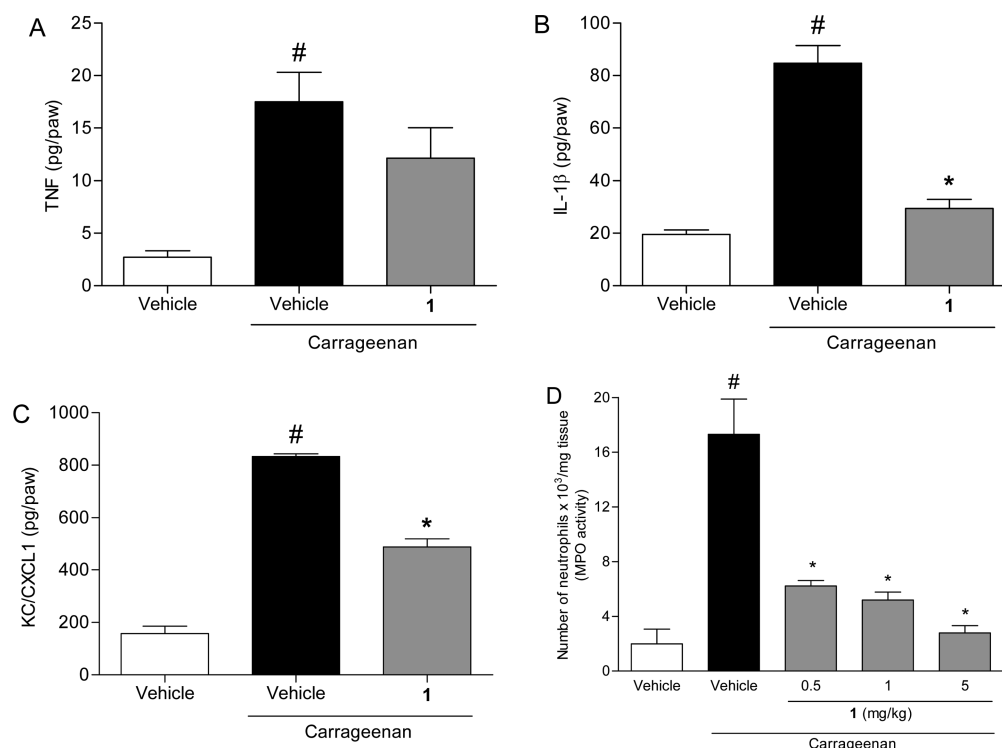 A
TNF (pg/paw)
25
20
15
10
5
0
#
Vehicle
Vehicle
1
Carrageenan
B
IL-1β (pg/paw)
100
80
60
40
20
0
#
*
Vehicle
Vehicle
1
Carrageenan
C
KC/CXCL1 (pg/paw)
1000
800
600
400
200
0
#
*
Vehicle
Vehicle
1
Carrageenan
D
Number of neutrophils x 10³/mg tissue
(MPO activity)
20
16
12
8
4
0
#
*
*
*
Vehicle
Vehicle
0.5
1
5
1 (mg/kg)
Carrageenan